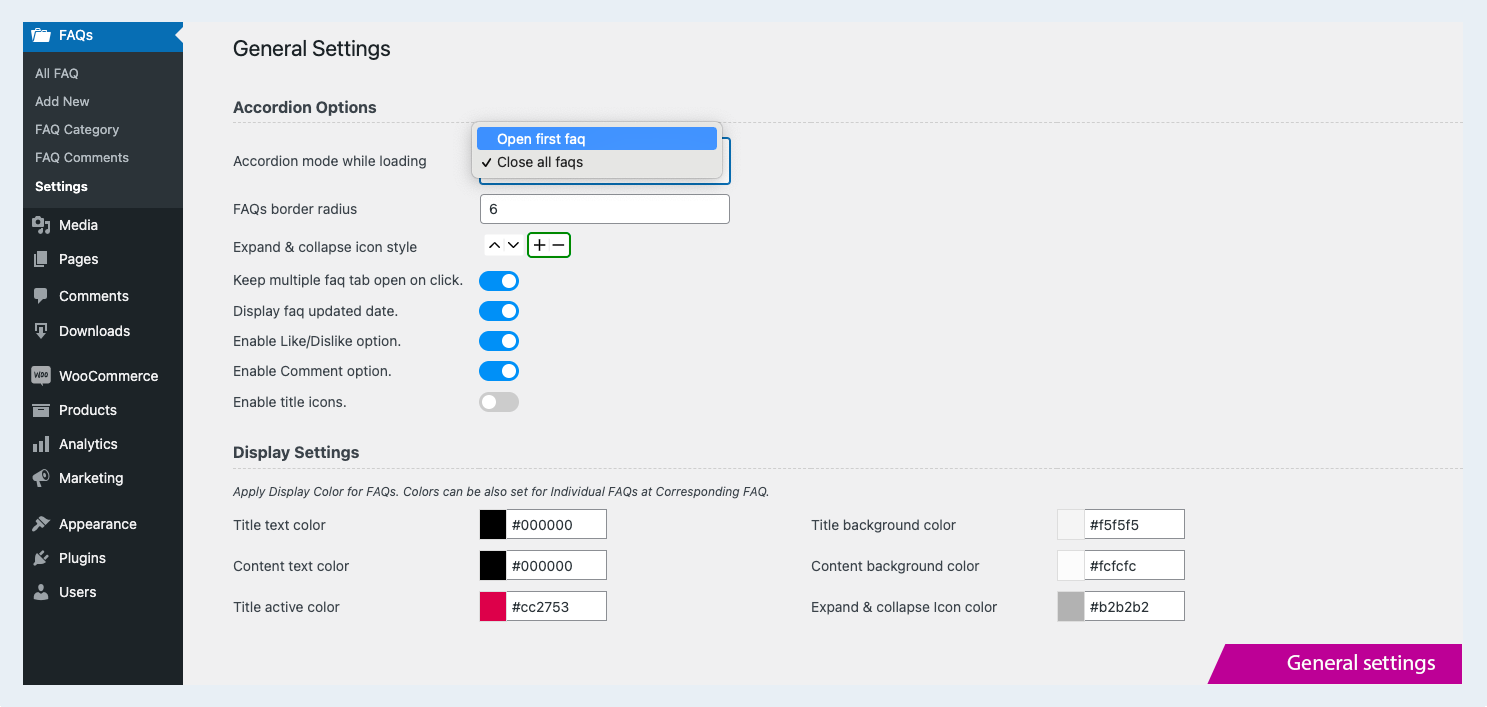 FAQs
All FAQ
Add New
FAQ Category
FAQ Comments
Settings
Media
Pages
Comments
Downloads
WooCommerce
Products
Analytics
Marketing
Appearance
Plugins
Users
General Settings
Accordion Options
Accordion mode while loading
Open first faq
✓ Close all faqs
FAQs border radius 6
Expand & collapse icon style
Keep multiple faq tab open on click.
Display faq updated date.
Enable Like/Dislike option.
Enable Comment option.
Enable title icons.
Display Settings
Apply Display Color for FAQs. Colors can be also set for Individual FAQs at Corresponding FAQ.
Title text color #000000 Title background color #f5f5f5
Content text color #000000 Content background color #fcfcfc
Title active color #cc2753 Expand & collapse Icon color #b2b2b2
General settings